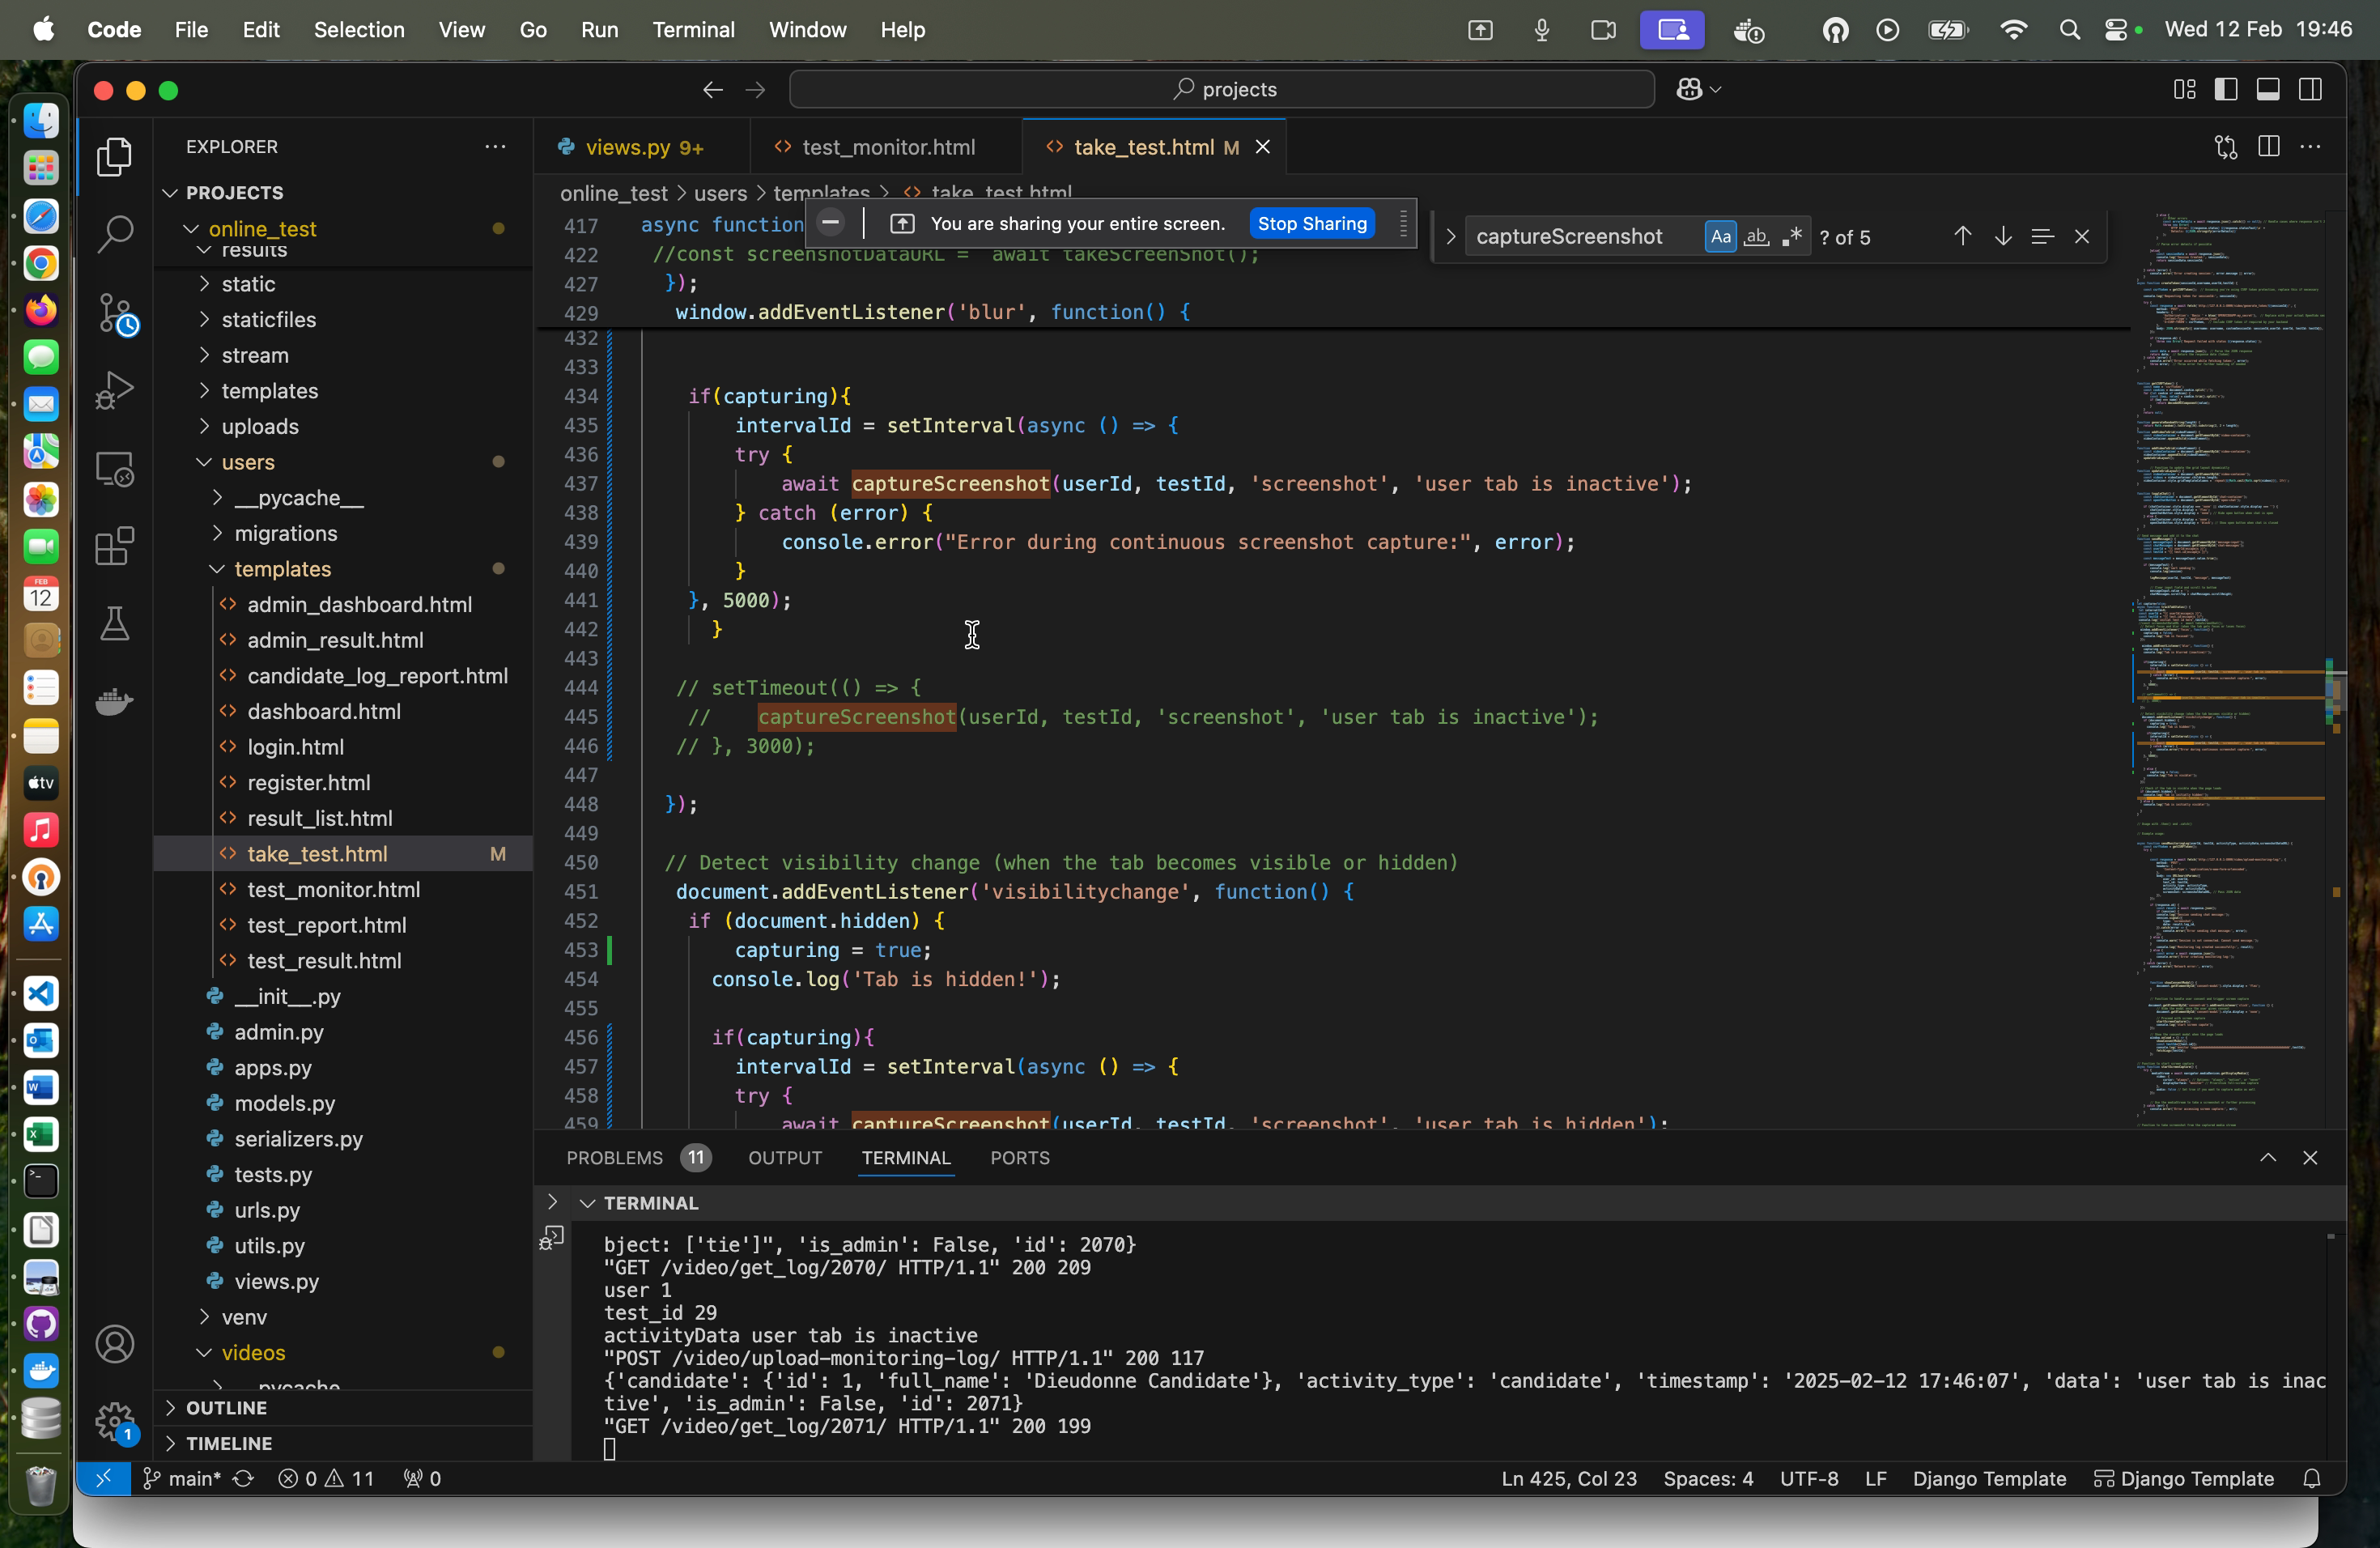 Code File Edit Selection View Go Run Terminal Window Help Wed 12 Feb 19:46
projects
EXPLORER
views.py 9+ test_monitor.html take_test.html M
PROJECTS
online_test
results
static
staticfiles
stream
templates
uploads
users
__pycache__
migrations
templates
admin_dashboard.html
admin_result.html
candidate_log_report.html
dashboard.html
login.html
register.html
result_list.html
take_test.html M
test_monitor.html
test_report.html
test_result.html
__init__.py
admin.py
apps.py
models.py
serializers.py
tests.py
urls.py
utils.py
views.py
venv
videos
__pycache__
OUTLINE
TIMELINE
online_test > users > templates > take_test.html
You are sharing your entire screen. Stop Sharing
captureScreenshot Aa ab .* ? of 5
417 async function
422 //const screenshotDataURL = await takeScreenShot();
427 });
429 window.addEventListener('blur', function() {
432
433
434 if(capturing){
435 intervalId = setInterval(async () => {
436 try {
437 await captureScreenshot(userId, testId, 'screenshot', 'user tab is inactive');
438 } catch (error) {
439 console.error("Error during continuous screenshot capture:", error);
440 }
441 }, 5000);
442 }
443
444 // setTimeout(() => {
445 // captureScreenshot(userId, testId, 'screenshot', 'user tab is inactive');
446 // }, 3000);
447
448 });
449
450 // Detect visibility change (when the tab becomes visible or hidden)
451 document.addEventListener('visibilitychange', function() {
452 if (document.hidden) {
453 capturing = true;
454 console.log('Tab is hidden!');
455
456 if(capturing){
457 intervalId = setInterval(async () => {
458 try {
459 await captureScreenshot(userId, testId, 'screenshot', 'user tab is hidden');
PROBLEMS 11 OUTPUT TERMINAL PORTS
TERMINAL
bject: ['tie']", 'is_admin': False, 'id': 2070}
"GET /video/get_log/2070/ HTTP/1.1" 200 209
user 1
test_id 29
activityData user tab is inactive
"POST /video/upload-monitoring-log/ HTTP/1.1" 200 117
{'candidate': {'id': 1, 'full_name': 'Dieudonne Candidate'}, 'activity_type': 'candidate', 'timestamp': '2025-02-12 17:46:07', 'data': 'user tab is inac
tive', 'is_admin': False, 'id': 2071}
"GET /video/get_log/2071/ HTTP/1.1" 200 199
main* 0 11 0 Ln 425, Col 23 Spaces: 4 UTF-8 LF Django Template Django Template
FEB
12
tv
1